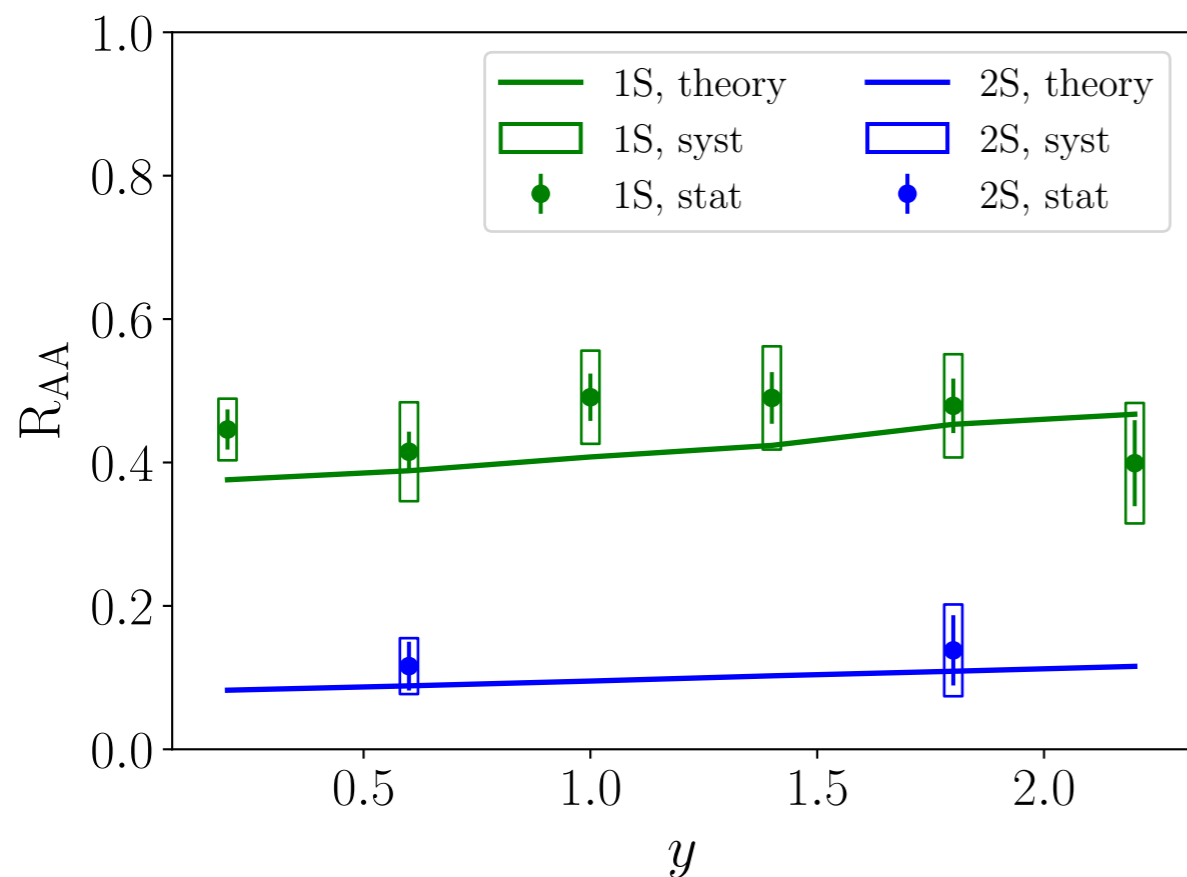 1.0
1S, theory 2S, theory
1S, syst 2S, syst
0.8
1S, stat 2S, stat
0.6
R_AA
0.4
0.2
0.0
0.5 1.0 1.5 2.0
y